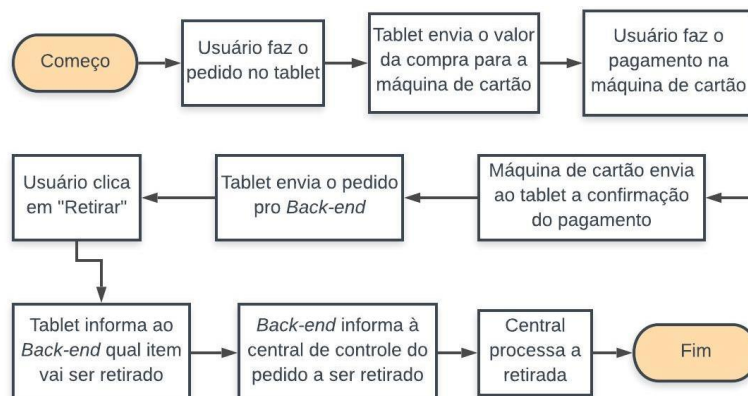 Começo
Usuário faz o
pedido no tablet
Tablet envia o valor
da compra para a
máquina de cartão
Usuário faz o
pagamento na
máquina de cartão
Máquina de cartão envia
ao tablet a confirmação
do pagamento
Tablet envia o pedido
pro Back-end
Usuário clica
em "Retirar"
Tablet informa ao
Back-end qual item
vai ser retirado
Back-end informa à
central de controle do
pedido a ser retirado
Central
processa a
retirada
Fim